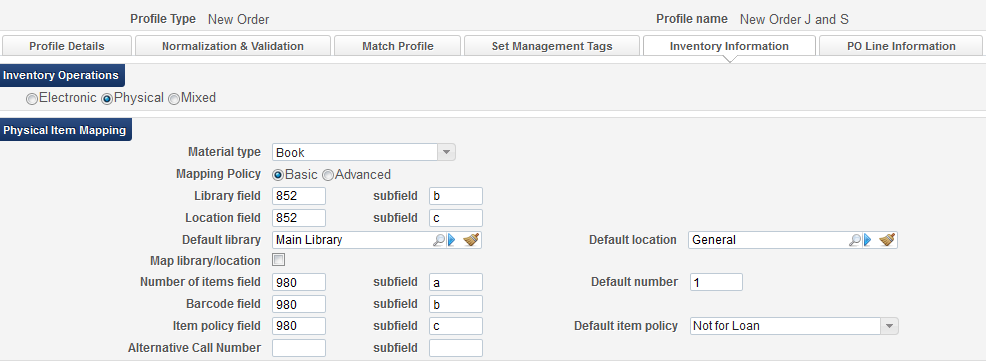 Profile Type New Order Profile name New Order J and S
Profile Details Normalization & Validation Match Profile Set Management Tags Inventory Information PO Line Information
Inventory Operations
Electronic Physical Mixed
Physical Item Mapping
Material type Book
Mapping Policy Basic Advanced
Library field 852 subfield b
Location field 852 subfield c
Default library Main Library Default location General
Map library/location
Number of items field 980 subfield a Default number 1
Barcode field 980 subfield b
Item policy field 980 subfield c Default item policy Not for Loan
Alternative Call Number subfield